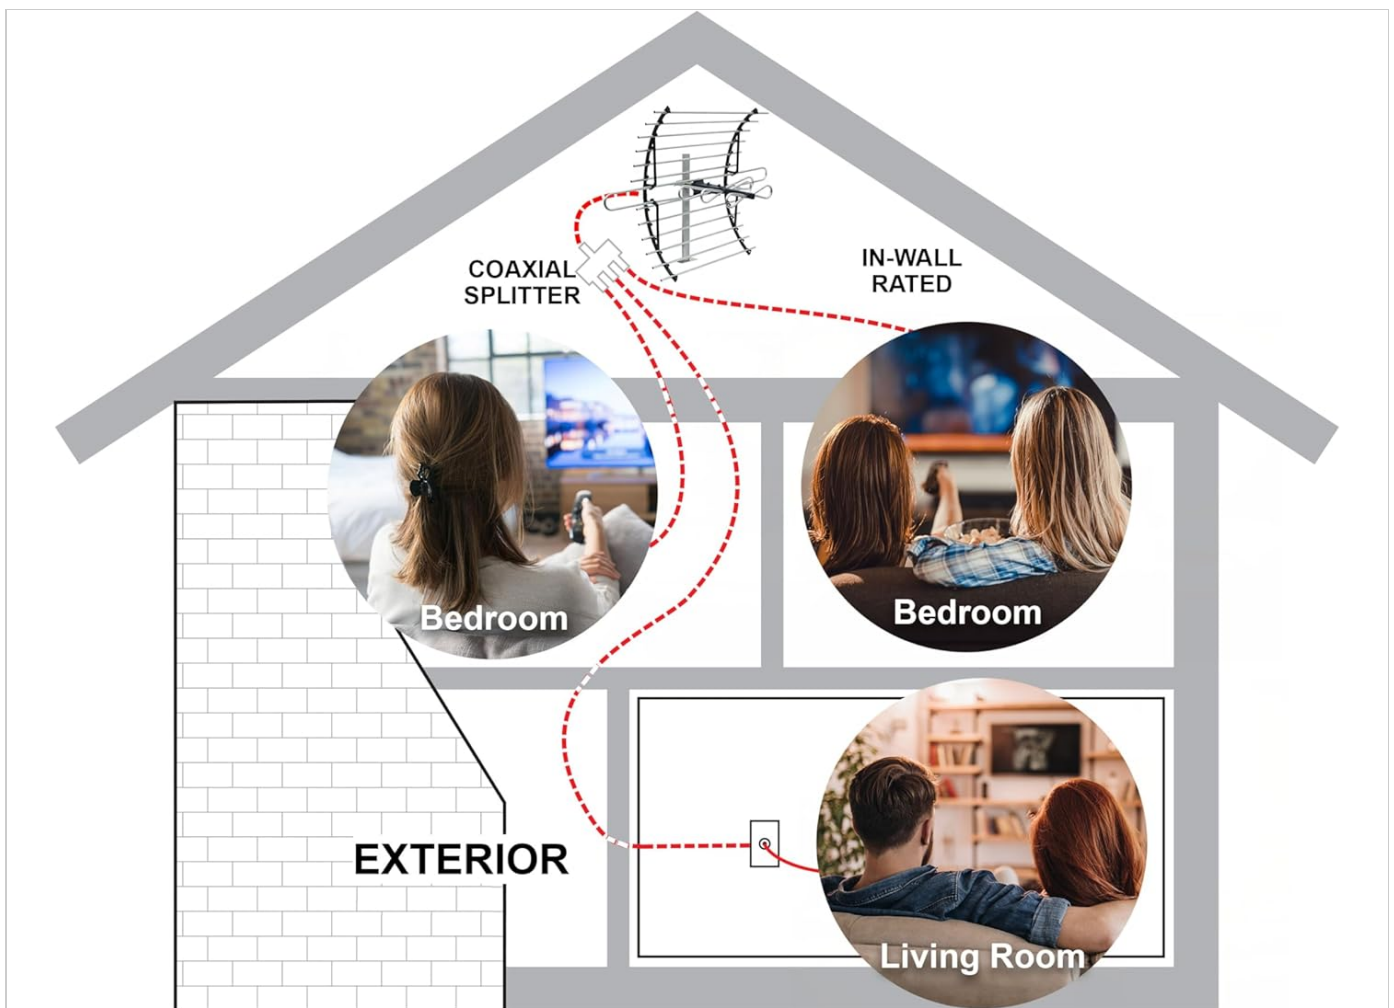 COAXIAL
SPLITTER
IN-WALL
RATED
Bedroom
Bedroom
EXTERIOR
Living Room